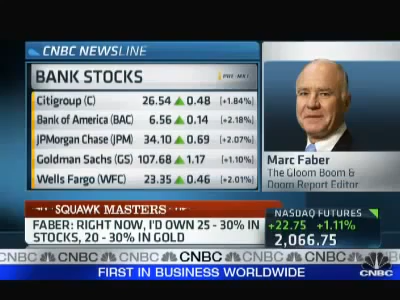 CNBC NEWSLINE
BANK STOCKS
PRE-MKT
Citigroup (C) 26.54 ▲ 0.48 [+1.84%]
Bank of America (BAC) 6.56 ▲ 0.14 [+2.18%]
JPMorgan Chase (JPM) 34.10 ▲ 0.69 [+2.07%]
Goldman Sachs (GS) 107.68 ▲ 1.17 [+1.10%]
Wells Fargo (WFC) 23.35 ▲ 0.46 [+2.01%]
Marc Faber
The Gloom Boom &
Doom Report Editor
SQUAWK MASTERS
FABER: RIGHT NOW, I'D OWN 25 - 30% IN
STOCKS, 20 - 30% IN GOLD
NASDAQ FUTURES
+22.75 +1.11%
2,066.75
CNBC CNBC CNBC CNBC CNBC CNBC
FIRST IN BUSINESS WORLDWIDE
CNBC